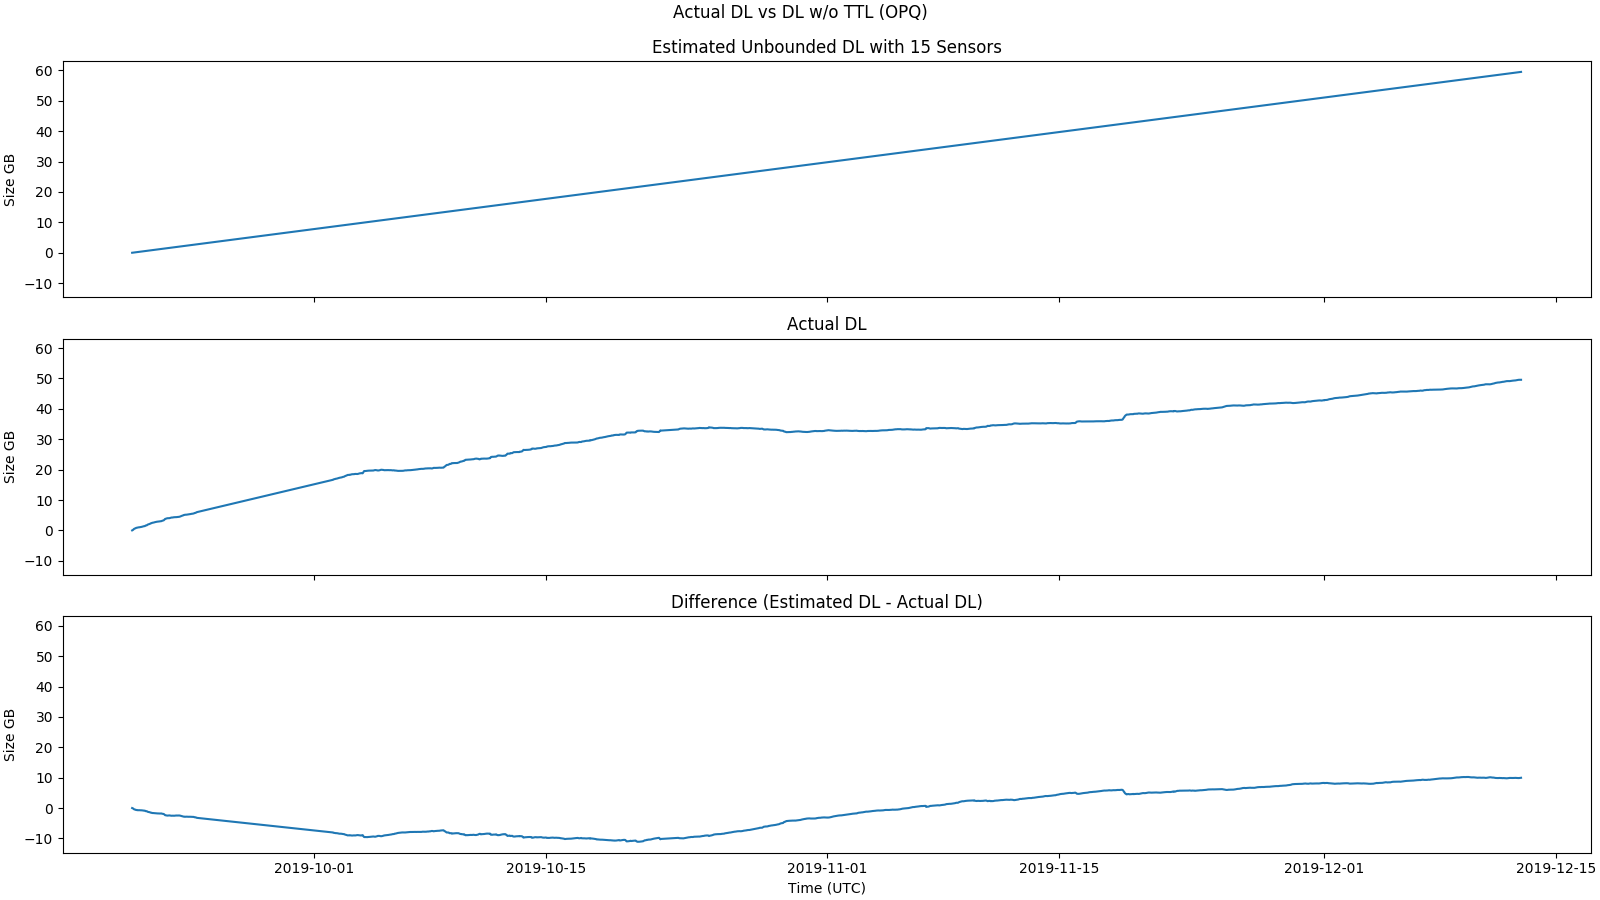 Actual DL vs DL w/o TTL (OPQ)
Estimated Unbounded DL with 15 Sensors
60
50
40
30
20
10
0
−10
Size GB
Actual DL
60
50
40
30
20
10
0
−10
Size GB
Difference (Estimated DL - Actual DL)
60
50
40
30
20
10
0
−10
Size GB
2019-10-01 2019-10-15 2019-11-01 2019-11-15 2019-12-01 2019-12-15
Time (UTC)